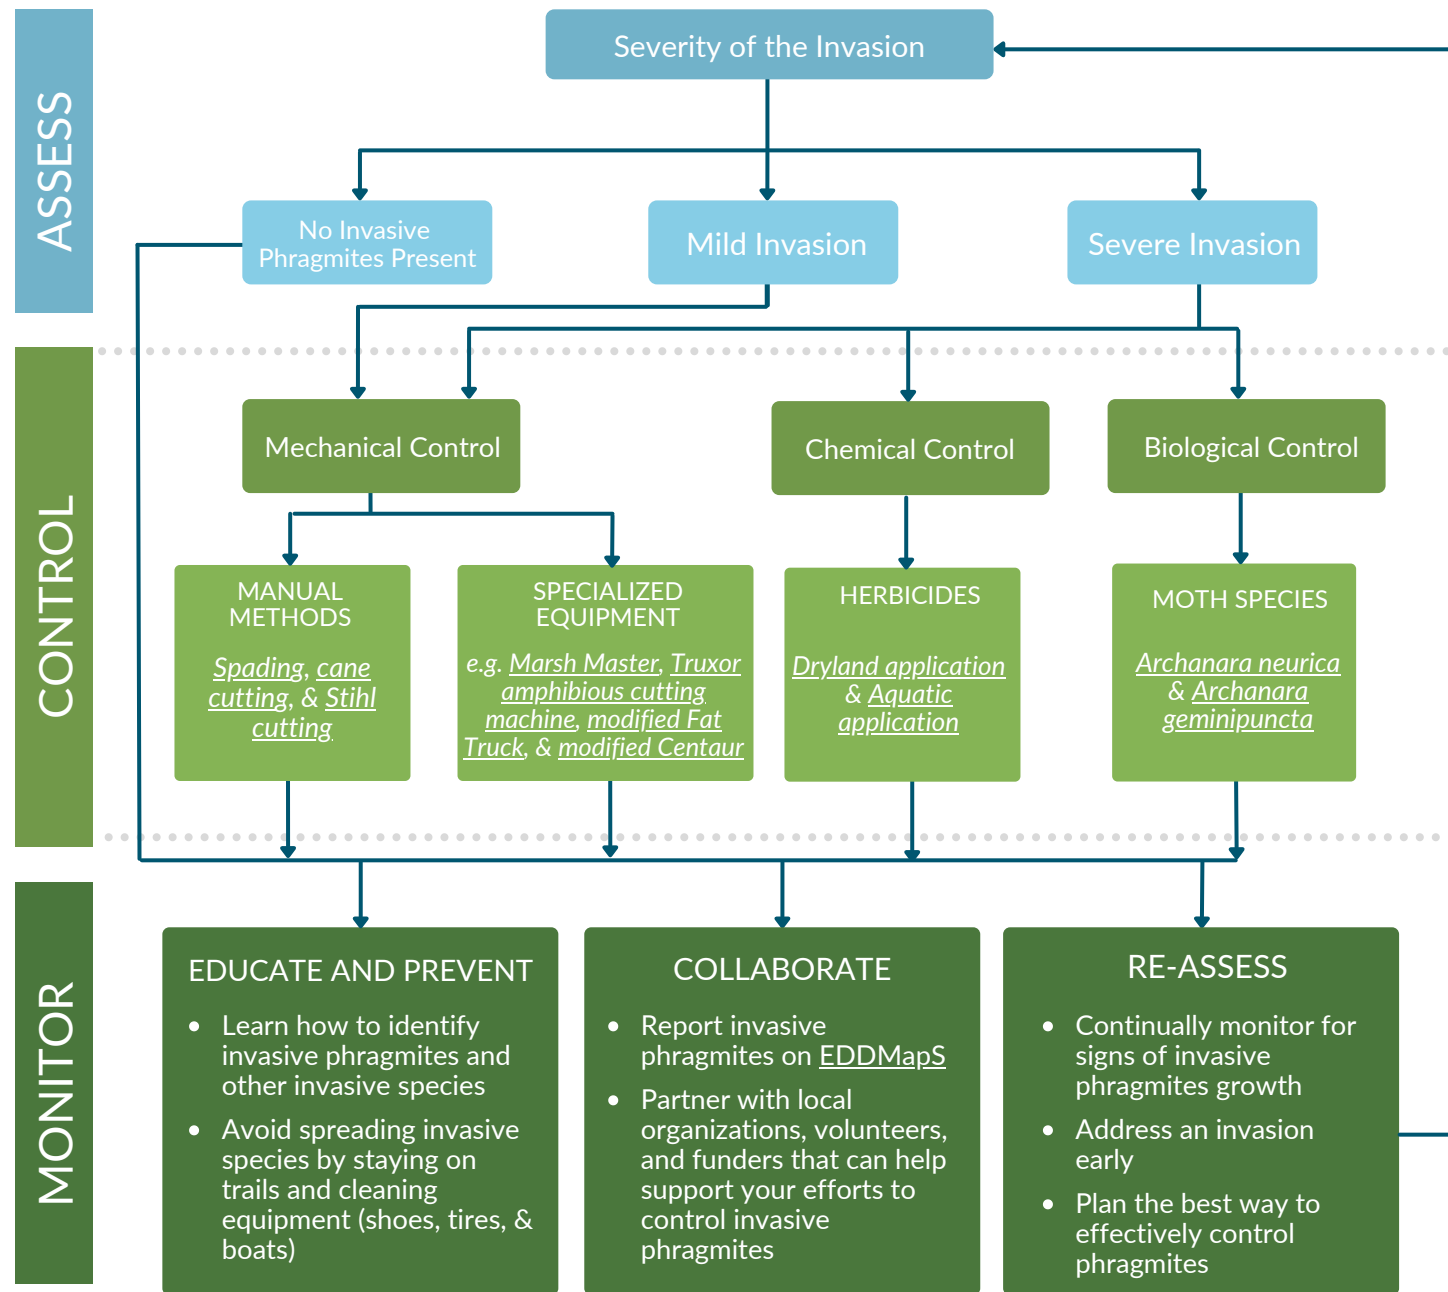 ASSESS
Severity of the Invasion
No Invasive
Phragmites Present
Mild Invasion
Severe Invasion
CONTROL
Mechanical Control
Chemical Control
Biological Control
MANUAL
METHODS
Spading, cane
cutting, & Stihl
cutting
SPECIALIZED
EQUIPMENT
e.g. Marsh Master, Truxor
amphibious cutting
machine, modified Fat
Truck, & modified Centaur
HERBICIDES
Dryland application
& Aquatic
application
MOTH SPECIES
Archanara neurica
& Archanara
geminipuncta
MONITOR
EDUCATE AND PREVENT
• Learn how to identify
invasive phragmites and
other invasive species
• Avoid spreading invasive
species by staying on
trails and cleaning
equipment (shoes, tires, &
boats)
COLLABORATE
• Report invasive
phragmites on EDDMapS
• Partner with local
organizations, volunteers,
and funders that can help
support your efforts to
control invasive
phragmites
RE-ASSESS
• Continually monitor for
signs of invasive
phragmites growth
• Address an invasion
early
• Plan the best way to
effectively control
phragmites